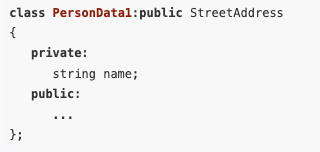 class PersonData1:public StreetAddress
{
private:
string name;
public:
...
};